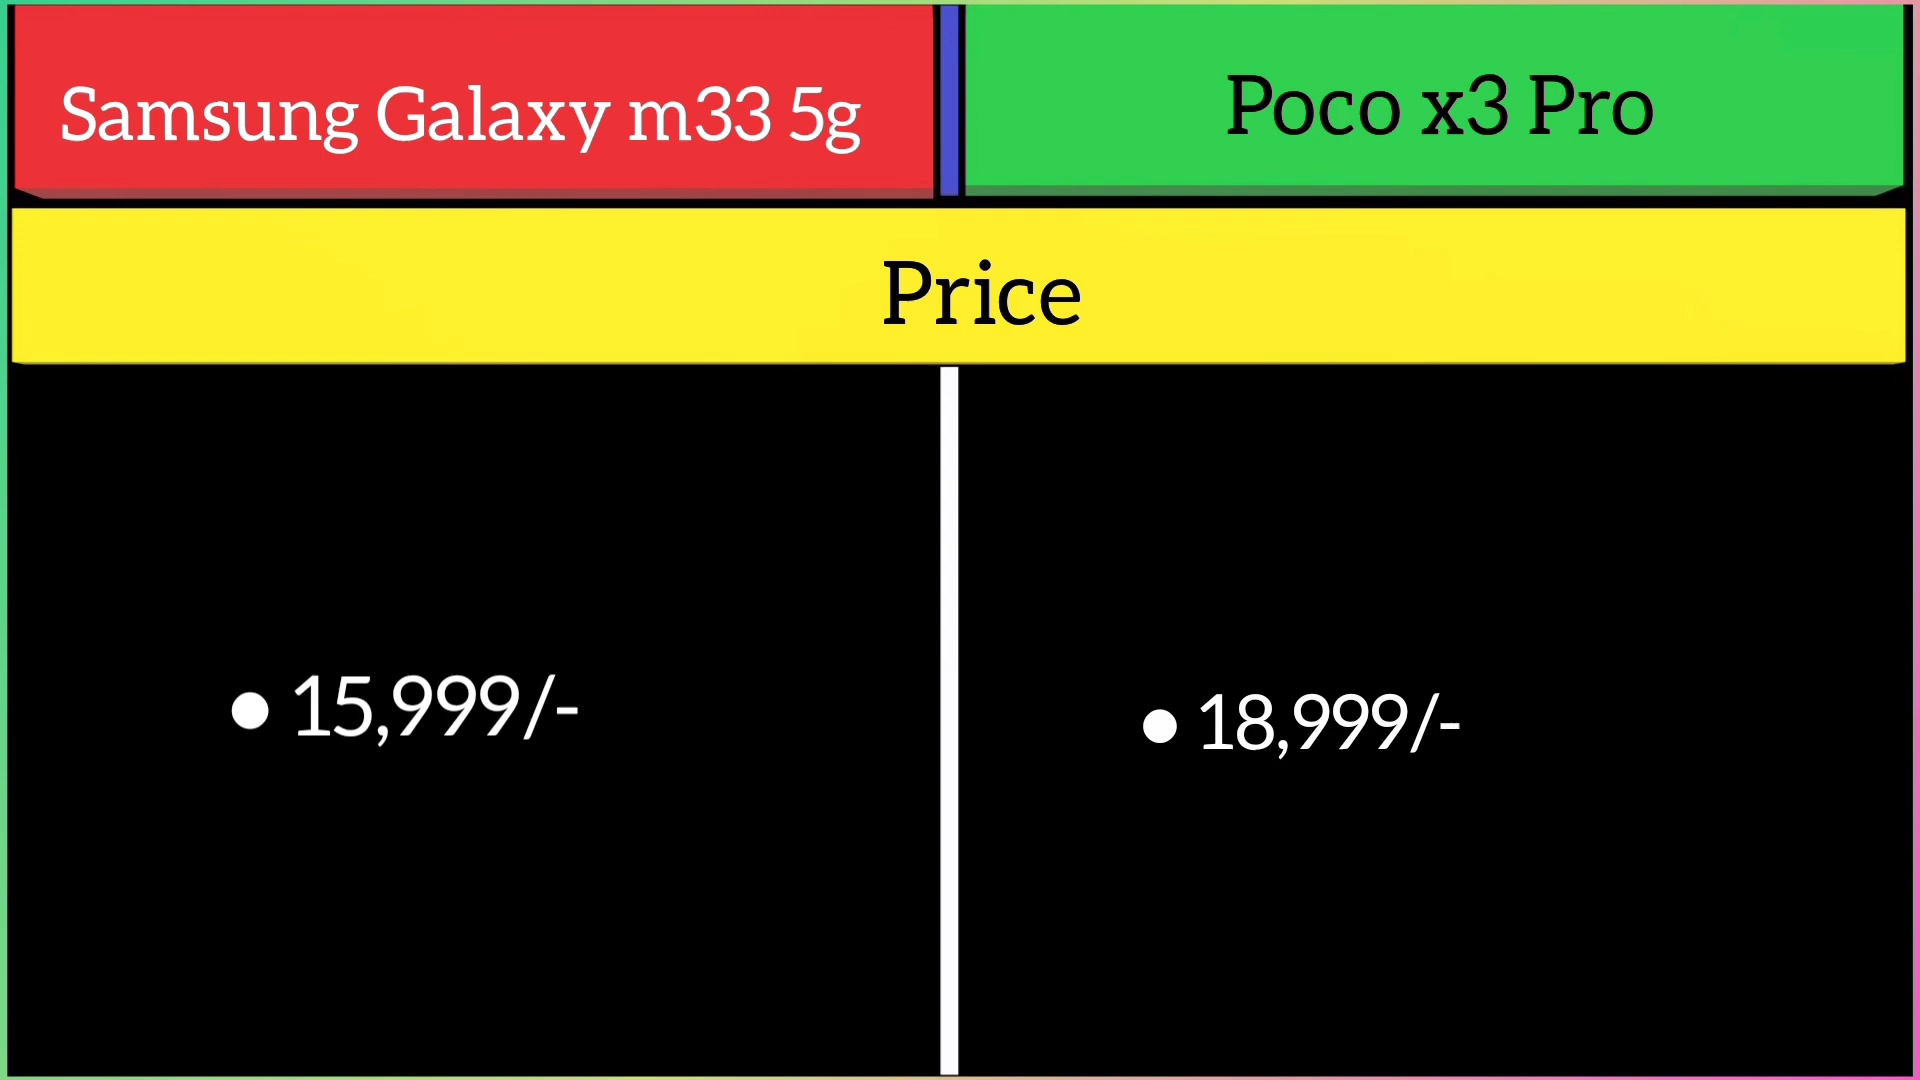 Samsung Galaxy m33 5g
Poco x3 Pro
Price
● 15,999/-
● 18,999/-